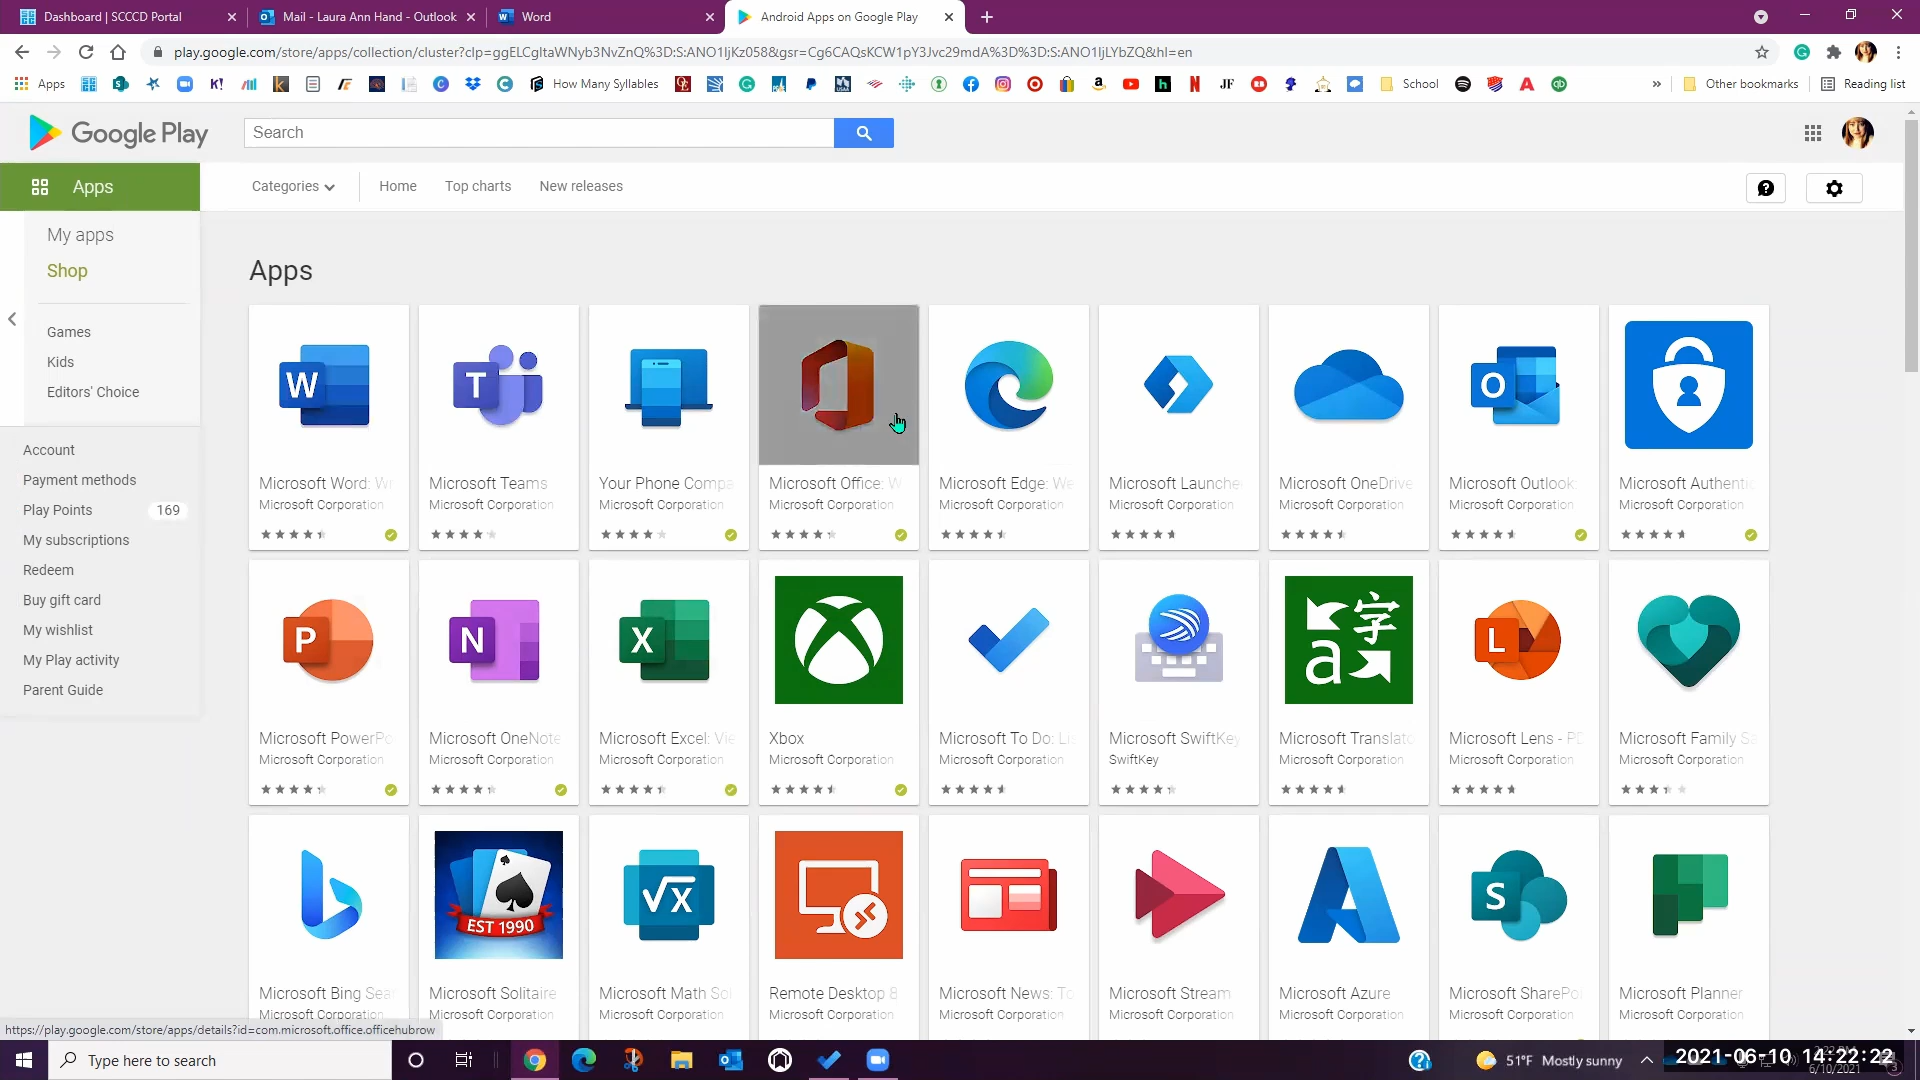 Dashboard | SCCCD Portal
Mail - Laura Ann Hand - Outlook
Word
Android Apps on Google Play
play.google.com/store/apps/collection/cluster?clp=ggELCgltaWNyb3NvZnQ%3D:S:ANO1ljKz058&gsr=Cg6CAQsKCW1pY3Jvc29mdA%3D%3D:S:ANO1ljLYbZQ&hl=en
Apps
How Many Syllables
School
Other bookmarks
Reading list
Google Play
Search
Apps
Categories
Home
Top charts
New releases
My apps
Shop
Games
Kids
Editors' Choice
Account
Payment methods
Play Points 169
My subscriptions
Redeem
Buy gift card
My wishlist
My Play activity
Parent Guide
Apps
Microsoft Word: Wr
Microsoft Corporation
Microsoft Teams
Microsoft Corporation
Your Phone Compa
Microsoft Corporation
Microsoft Office: W
Microsoft Corporation
Microsoft Edge: We
Microsoft Corporation
Microsoft Launche
Microsoft Corporation
Microsoft OneDrive
Microsoft Corporation
Microsoft Outlook:
Microsoft Corporation
Microsoft Authentic
Microsoft Corporation
Microsoft PowerPo
Microsoft Corporation
Microsoft OneNote
Microsoft Corporation
Microsoft Excel: Vie
Microsoft Corporation
Xbox
Microsoft Corporation
Microsoft To Do: Li
Microsoft Corporation
Microsoft SwiftKey
SwiftKey
Microsoft Translato
Microsoft Corporation
Microsoft Lens - PD
Microsoft Corporation
Microsoft Family Sa
Microsoft Corporation
EST 1990
Microsoft Bing Sear
Microsoft Corporation
Microsoft Solitaire
Microsoft Corporation
Microsoft Math Sol
Microsoft Corporation
Remote Desktop 8
Microsoft Corporation
Microsoft News: To
Microsoft Corporation
Microsoft Stream
Microsoft Corporation
Microsoft Azure
Microsoft Corporation
Microsoft SharePoi
Microsoft Corporation
Microsoft Planner
Microsoft Corporation
https://play.google.com/store/apps/details?id=com.microsoft.office.officehubrow
Type here to search
51°F Mostly sunny
2021-06-10 14:22:22
6/10/2021